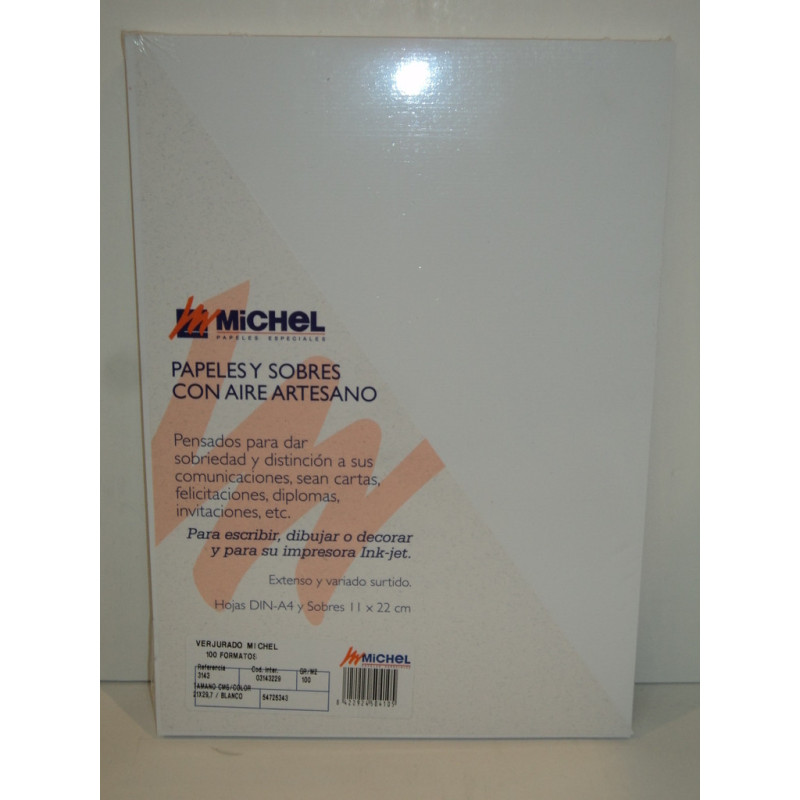 MiCHEL
PAPELES ESPECIALES
PAPELES Y SOBRES
CON AIRE ARTESANO
Pensados para dar
sobriedad y distinción a sus
comunicaciones, sean cartas,
felicitaciones, diplomas,
invitaciones, etc.
Para escribir, dibujar o decorar
y para su impresora Ink-jet.
Extenso y variado surtido.
Hojas DIN-A4 y Sobres 11 x 22 cm
VERJURADO MICHEL
100 FORMATOS
Referencia Cod. Inter. GR/M2
3143 03143229 100
TAMANO CMS/COLOR
21X29,7 / BLANCO 54725343
MiCHEL